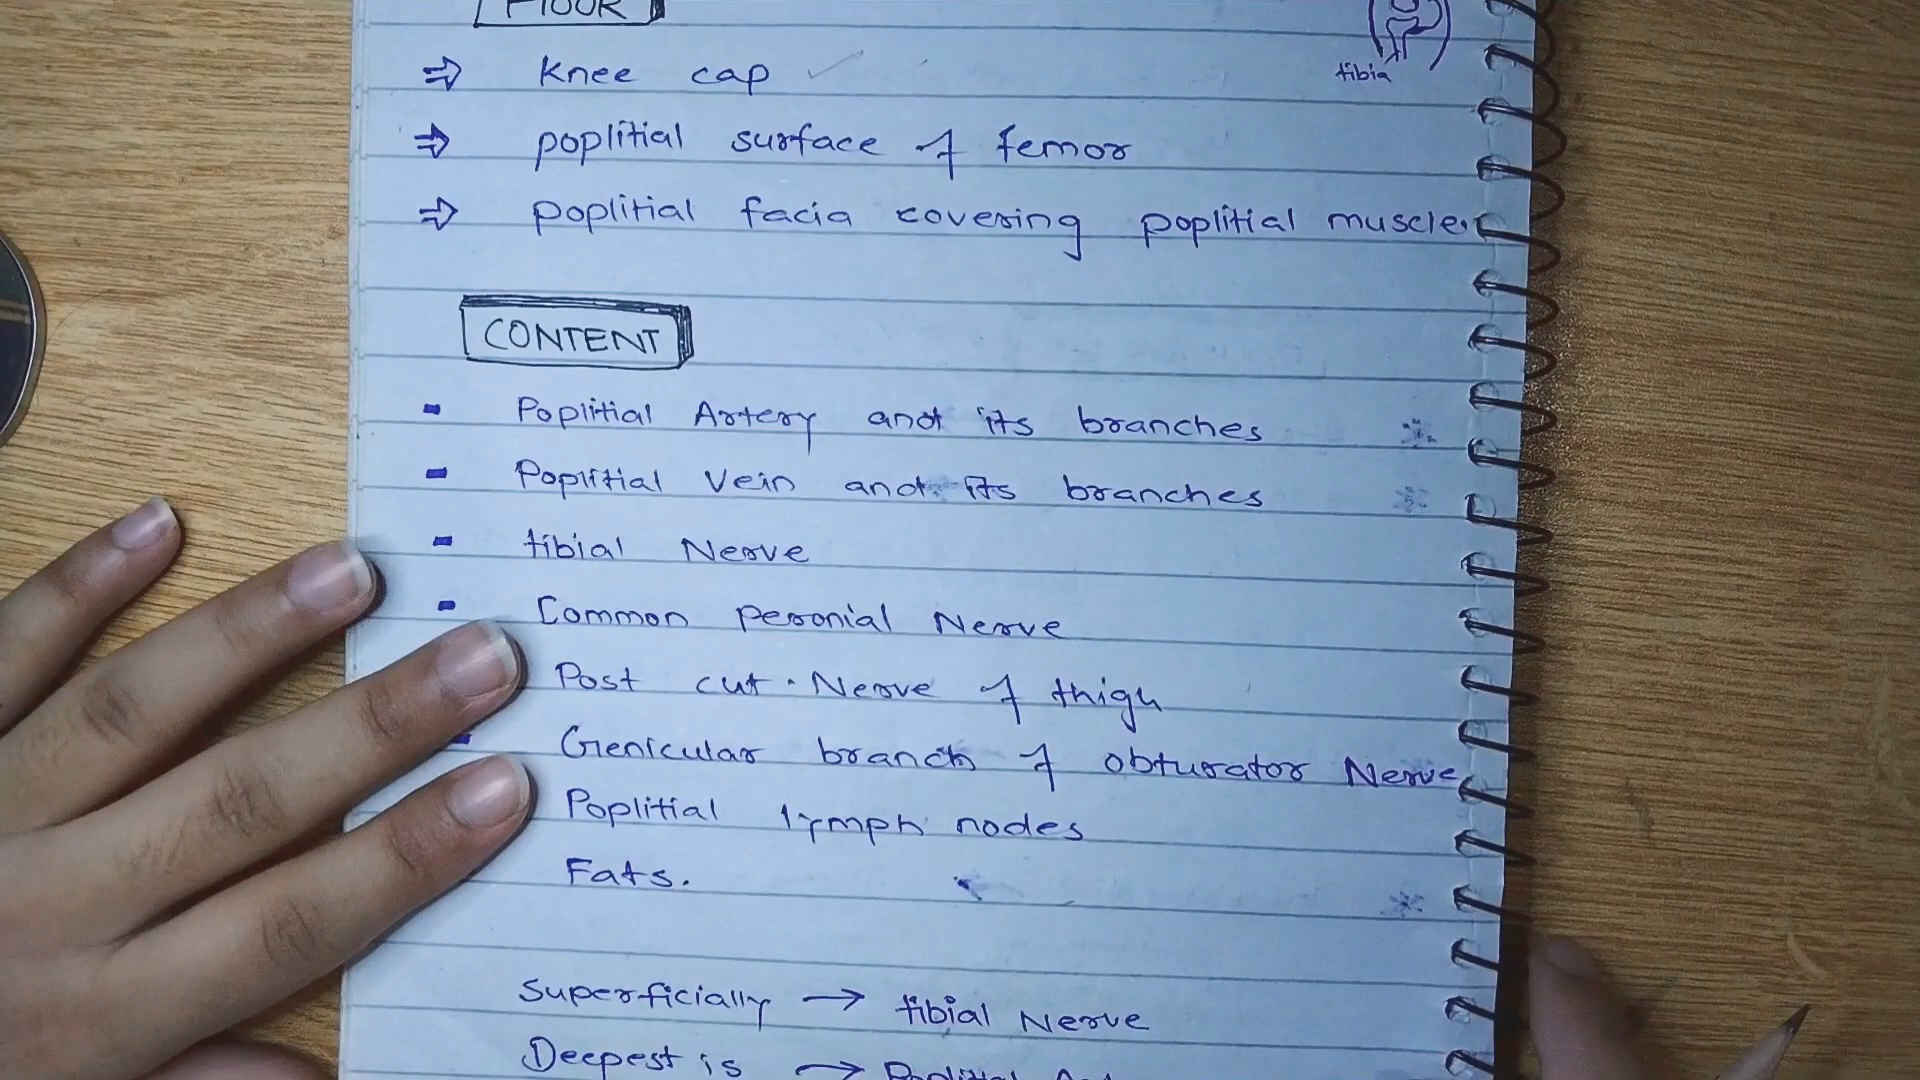 FlOOR
tibia
⇒ Knee cap ✓
⇒ poplitial surface of femor
⇒ poplitial facia covering poplitial muscle
CONTENT
- Poplitial Artery and its branches *
- Poplitial Vein and its branches *
- tibial Nerve
- Common peronial Nerve
Post cut. Nerve of thigh
- Genicular branch of obturator Nerve
Poplitial lymph nodes
Fats. *
Superficially → tibial Nerve
Deepest is → Poplitial